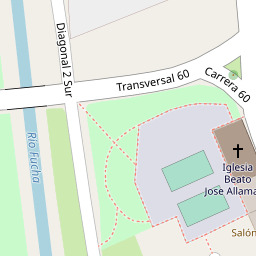 Diagonal 2 Sur
Transversal 60
Carrera 60
Río Fucha
Iglesia
Beato
Jose Allama
Salón